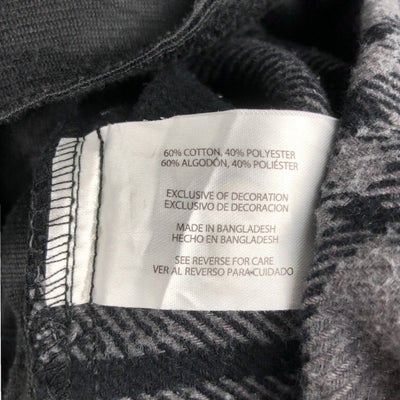 60% COTTON, 40% POLYESTER
60% ALGODÓN, 40% POLIÉSTER
EXCLUSIVE OF DECORATION
EXCLUSIVO DE DECORACION
MADE IN BANGLADESH
HECHO EN BANGLADESH
SEE REVERSE FOR CARE
VER AL REVERSO PARA CUIDADO